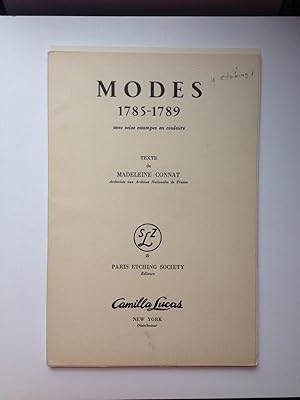 MODES
1785-1789
avec seize estampes en couleurs
TEXTE
de
MADELEINE CONNAT
Archiviste aux Archives Nationales de France
SLZ
PARIS ETCHING SOCIETY
Editeurs
Camilla Lucas
NEW YORK
Distributeur